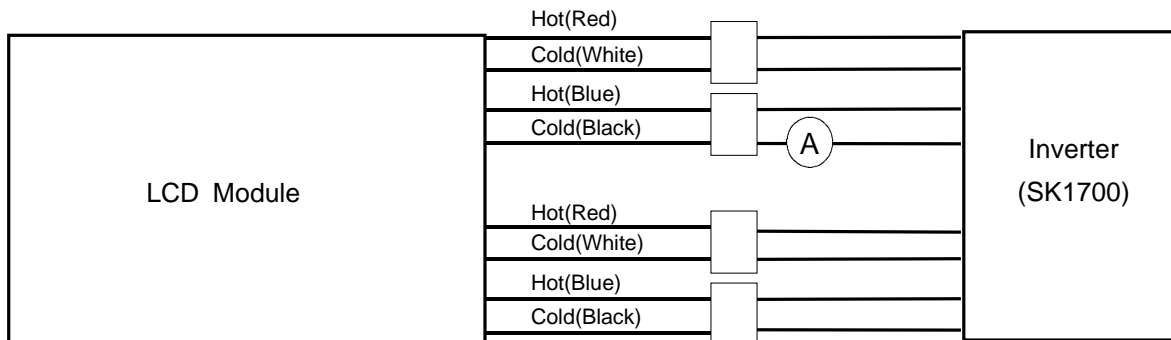 Hot(Red)
Cold(White)
Hot(Blue)
Cold(Black)
A
Inverter
(SK1700)
LCD Module
Hot(Red)
Cold(White)
Hot(Blue)
Cold(Black)